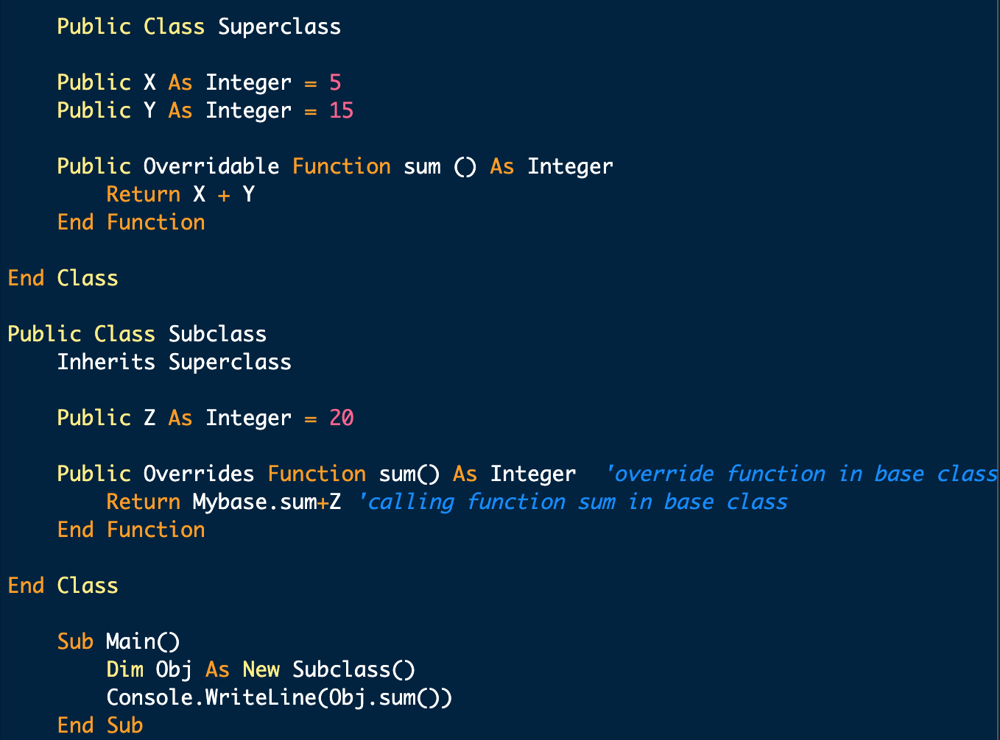 Public Class Superclass
Public X As Integer = 5
Public Y As Integer = 15
Public Overridable Function sum () As Integer
Return X + Y
End Function
End Class
Public Class Subclass
Inherits Superclass
Public Z As Integer = 20
Public Overrides Function sum() As Integer 'override function in base class
Return Mybase.sum+Z 'calling function sum in base class
End Function
End Class
Sub Main()
Dim Obj As New Subclass()
Console.WriteLine(Obj.sum())
End Sub